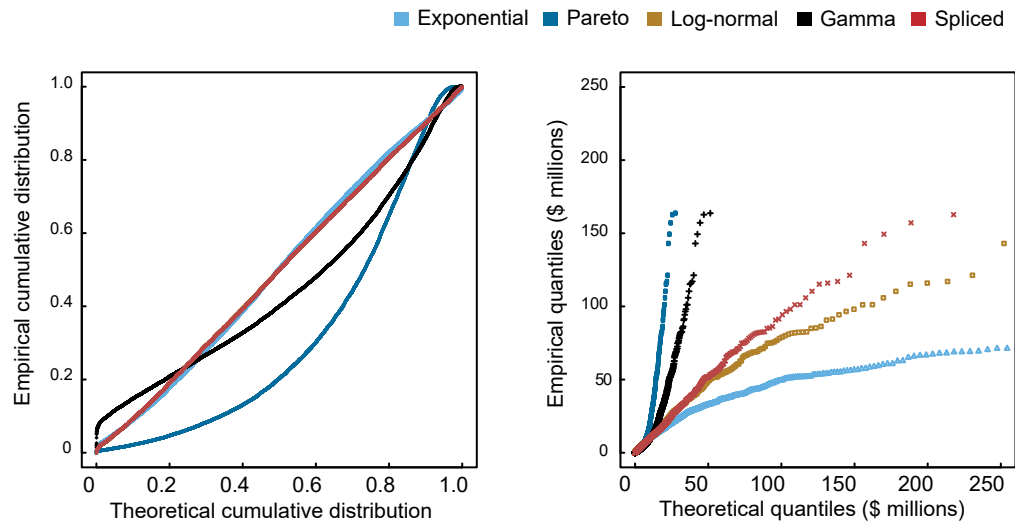 Exponential Pareto Log-normal Gamma Spliced
Empirical cumulative distribution
1.0
0.8
0.6
0.4
0.2
0
0 0.2 0.4 0.6 0.8 1.0
Theoretical cumulative distribution
Empirical quantiles ($ millions)
250
200
150
100
50
0
0 50 100 150 200 250
Theoretical quantiles ($ millions)